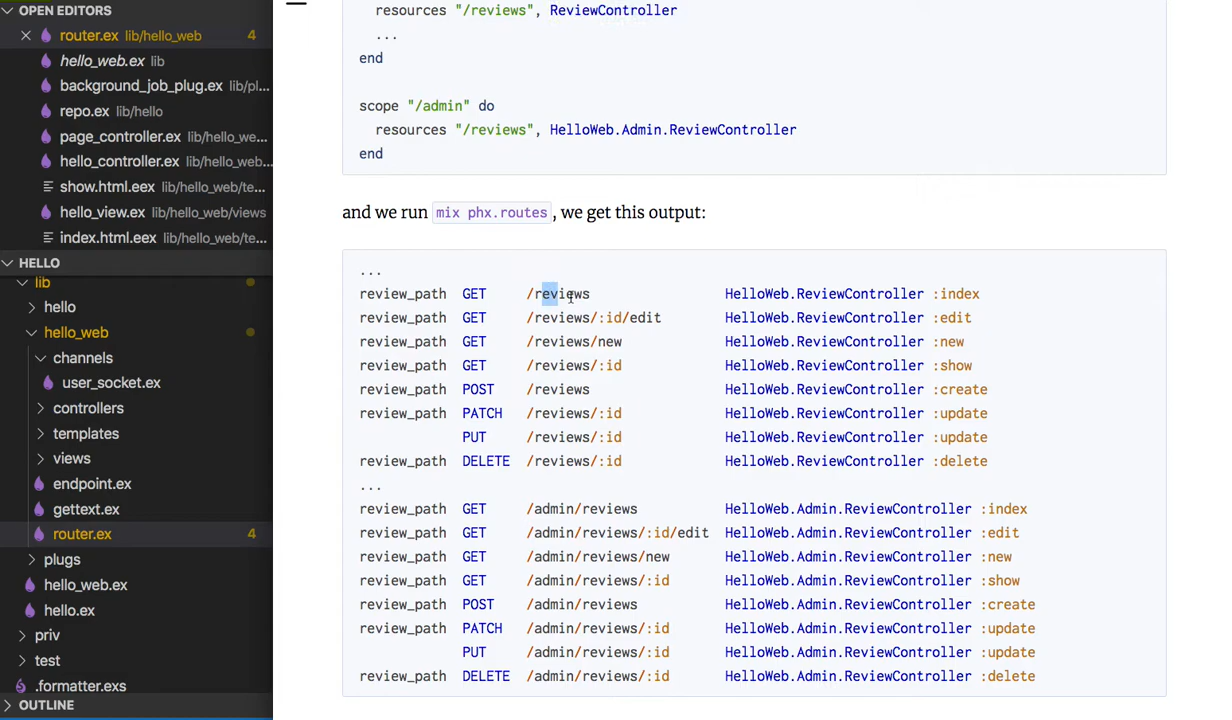 OPEN EDITORS
router.ex lib/hello_web 4
hello_web.ex lib
background_job_plug.ex lib/pl...
repo.ex lib/hello
page_controller.ex lib/hello_we...
hello_controller.ex lib/hello_web...
show.html.eex lib/hello_web/te...
hello_view.ex lib/hello_web/views
index.html.eex lib/hello_web/te...
HELLO
lib
hello
hello_web
channels
user_socket.ex
controllers
templates
views
endpoint.ex
gettext.ex
router.ex 4
plugs
hello_web.ex
hello.ex
priv
test
.formatter.exs
OUTLINE
resources "/reviews", ReviewController
...
end
scope "/admin" do
resources "/reviews", HelloWeb.Admin.ReviewController
end
and we run mix phx.routes, we get this output:
...
review_path GET /reviews HelloWeb.ReviewController :index
review_path GET /reviews/:id/edit HelloWeb.ReviewController :edit
review_path GET /reviews/new HelloWeb.ReviewController :new
review_path GET /reviews/:id HelloWeb.ReviewController :show
review_path POST /reviews HelloWeb.ReviewController :create
review_path PATCH /reviews/:id HelloWeb.ReviewController :update
PUT /reviews/:id HelloWeb.ReviewController :update
review_path DELETE /reviews/:id HelloWeb.ReviewController :delete
...
review_path GET /admin/reviews HelloWeb.Admin.ReviewController :index
review_path GET /admin/reviews/:id/edit HelloWeb.Admin.ReviewController :edit
review_path GET /admin/reviews/new HelloWeb.Admin.ReviewController :new
review_path GET /admin/reviews/:id HelloWeb.Admin.ReviewController :show
review_path POST /admin/reviews HelloWeb.Admin.ReviewController :create
review_path PATCH /admin/reviews/:id HelloWeb.Admin.ReviewController :update
PUT /admin/reviews/:id HelloWeb.Admin.ReviewController :update
review_path DELETE /admin/reviews/:id HelloWeb.Admin.ReviewController :delete